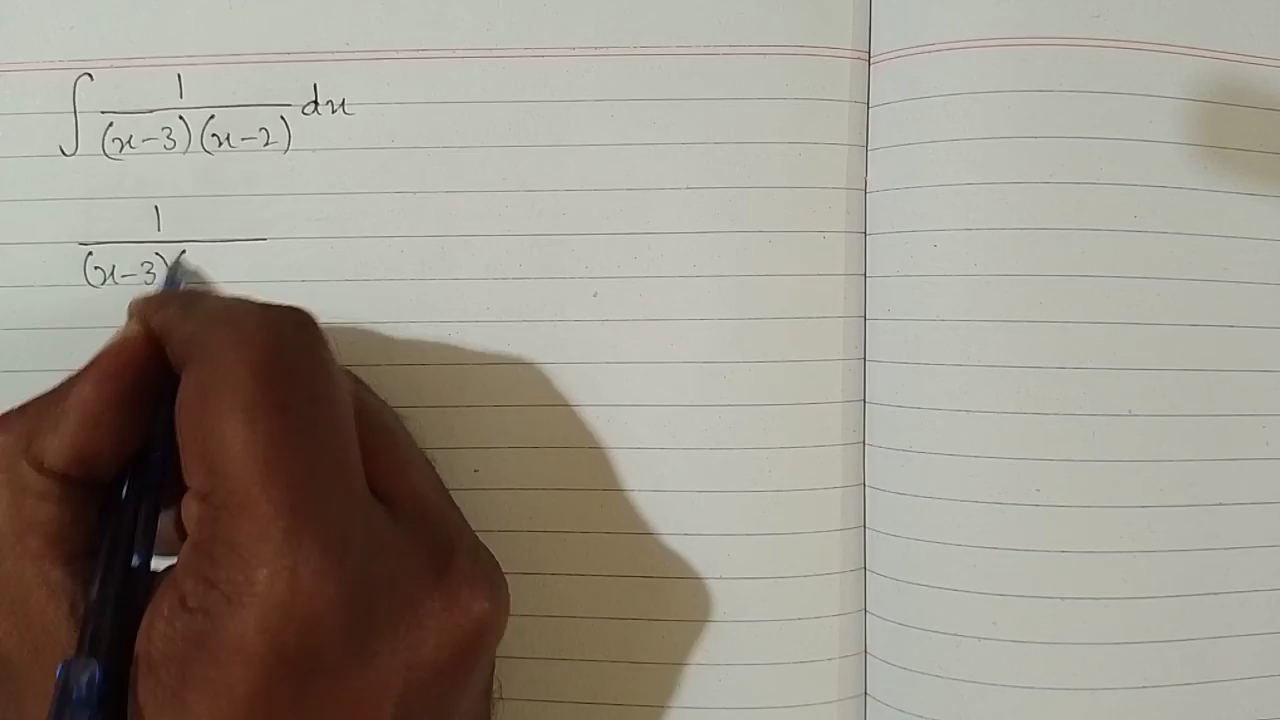 ∫ 1/((x-3)(x-2)) dx
1/((x-3)(